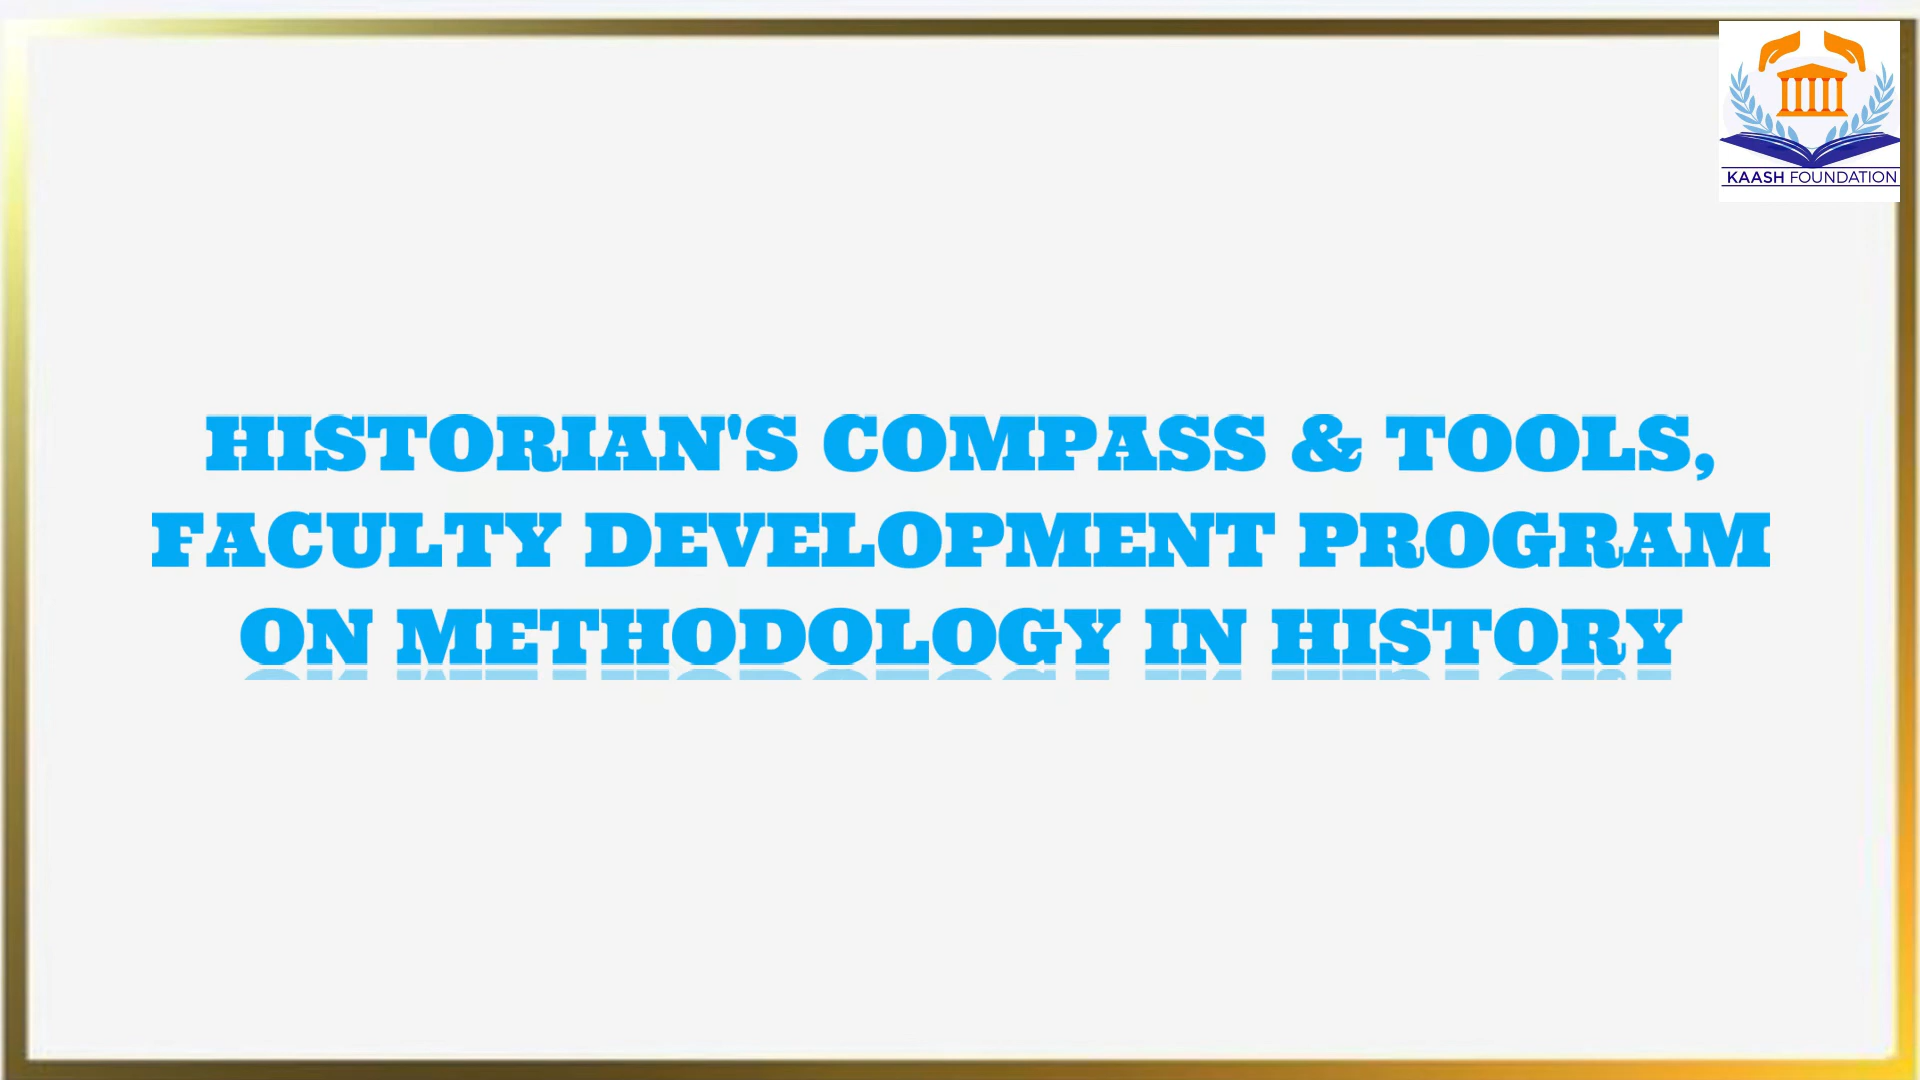 KAASH FOUNDATION
HISTORIAN'S COMPASS & TOOLS,
FACULTY DEVELOPMENT PROGRAM
ON METHODOLOGY IN HISTORY